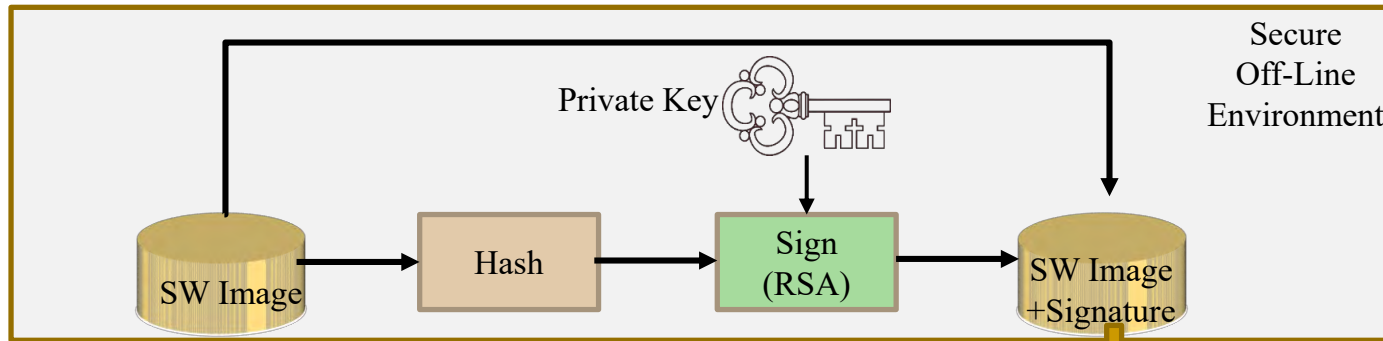 Secure
Off-Line
Environment
Private Key
SW Image
Hash
Sign
(RSA)
SW Image
+Signature